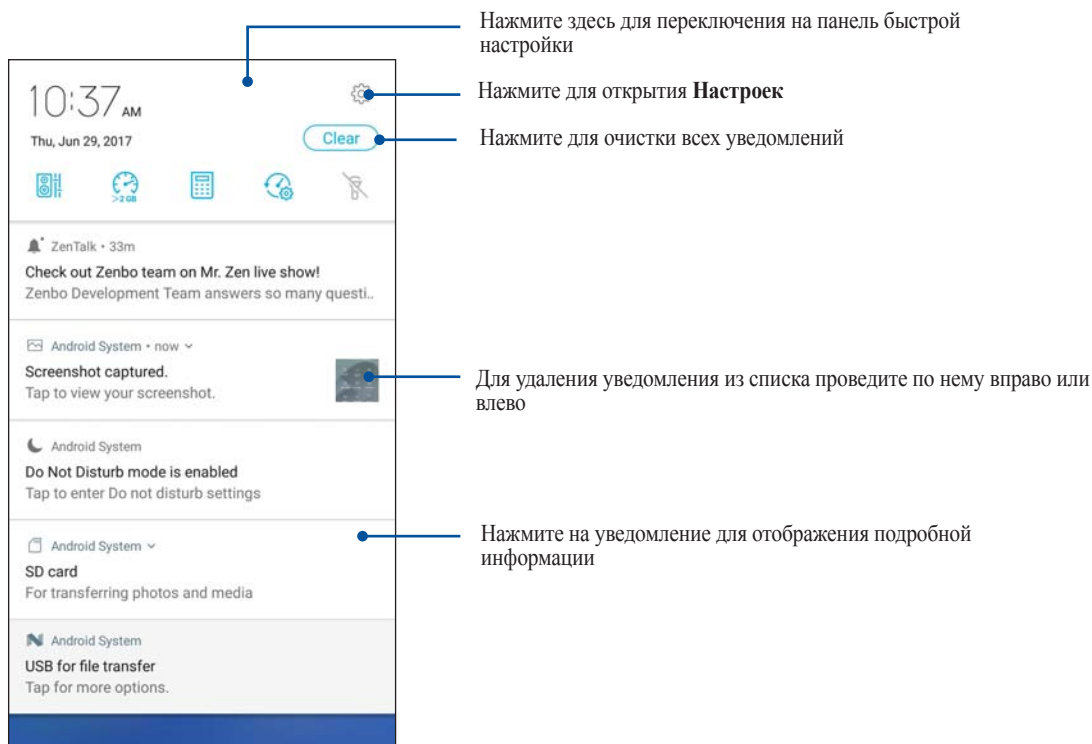 Нажмите здесь для переключения на панель быстрой
настройки
Нажмите для открытия Настроек
Нажмите для очистки всех уведомлений
10:37 AM
Thu, Jun 29, 2017
Clear
>2 GB
ZenTalk • 33m
Check out Zenbo team on Mr. Zen live show!
Zenbo Development Team answers so many questi..
Android System • now
Screenshot captured.
Tap to view your screenshot.
Для удаления уведомления из списка проведите по нему вправо или
влево
Android System
Do Not Disturb mode is enabled
Tap to enter Do not disturb settings
Нажмите на уведомление для отображения подробной
информации
Android System
SD card
For transferring photos and media
Android System
USB for file transfer
Tap for more options.